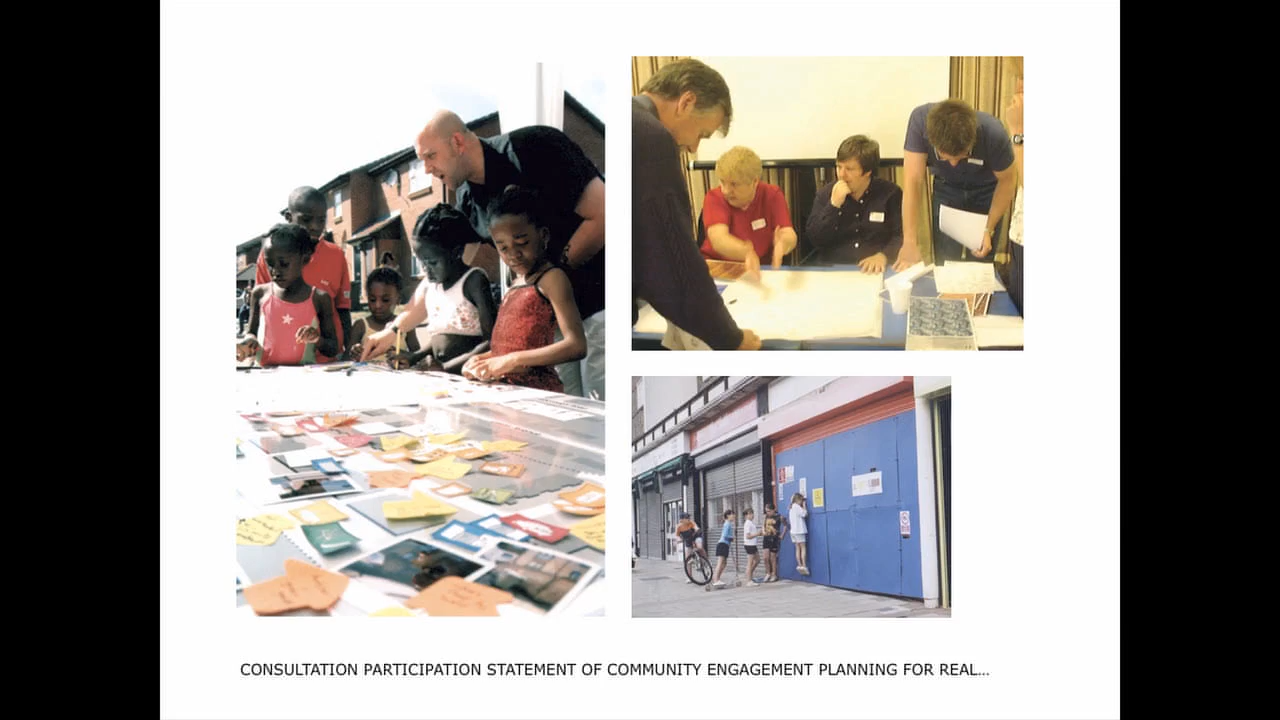 CONSULTATION PARTICIPATION STATEMENT OF COMMUNITY ENGAGEMENT PLANNING FOR REAL...